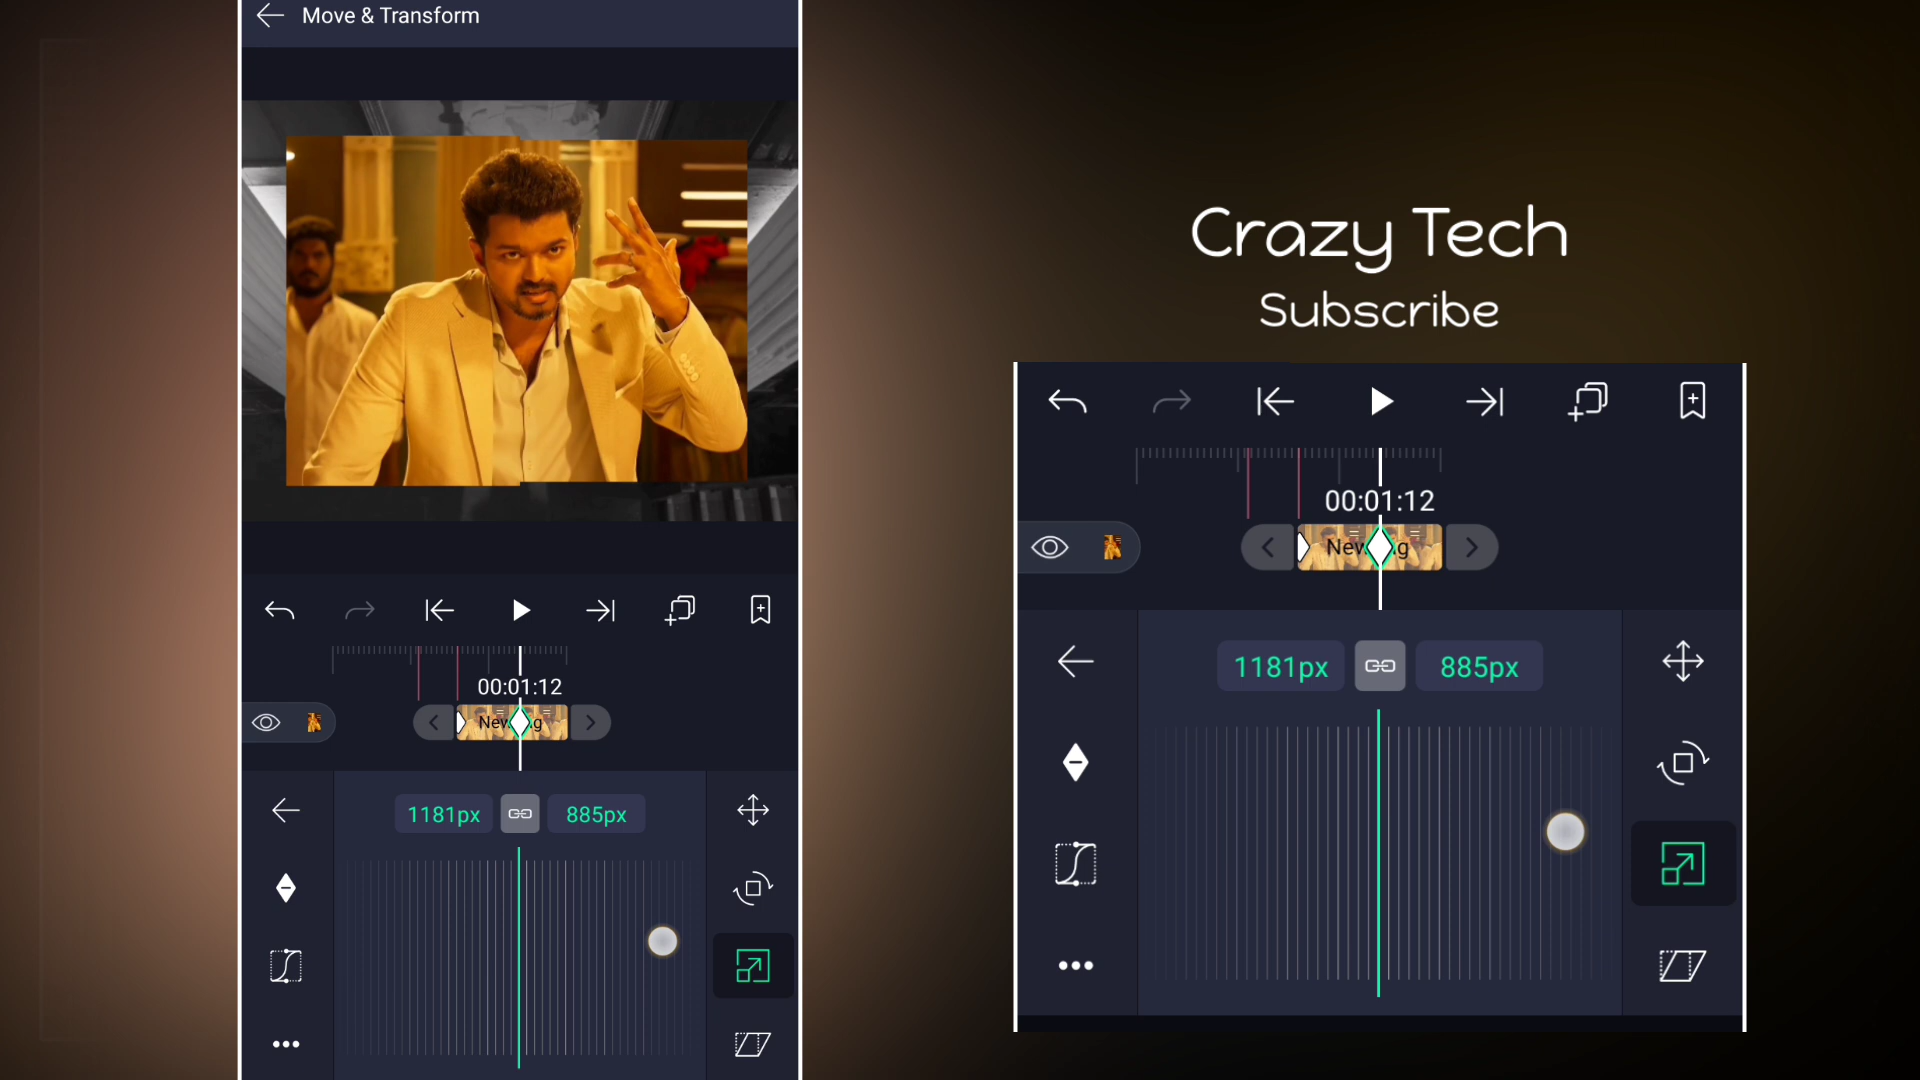 Move & Transform
00:01:12
1181px 885px
Crazy Tech
Subscribe
00:01:12
1181px 885px